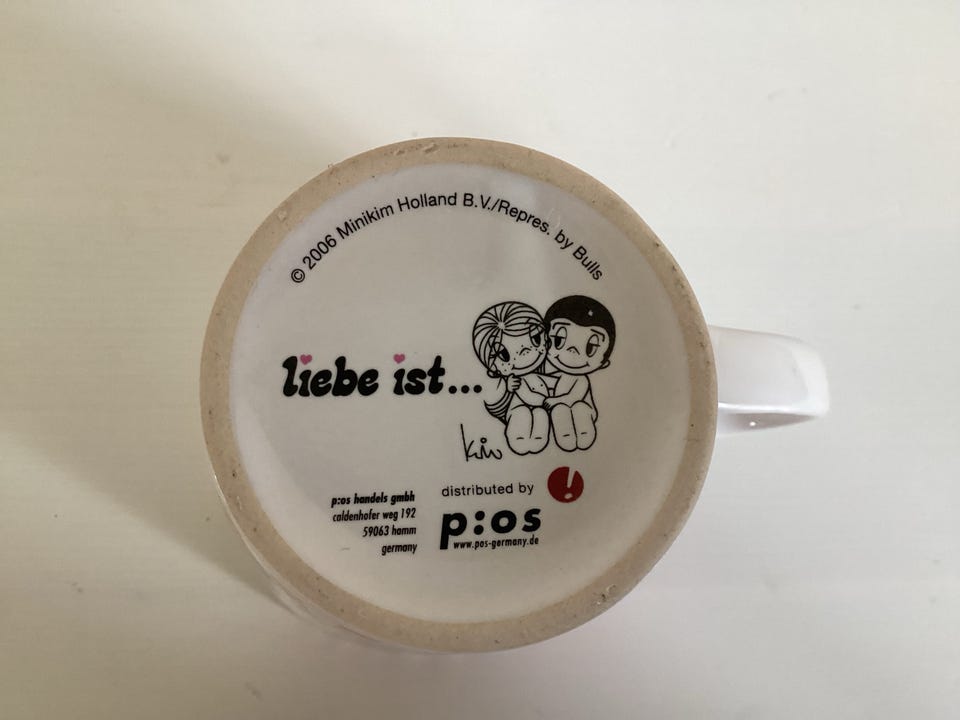 © 2006 Minikim Holland B.V./Repres. by Bulls
liebe ist...
kim
p:os handels gmbh
caldenhofer weg 192
59063 hamm
germany
distributed by
p:os
www.pos-germany.de